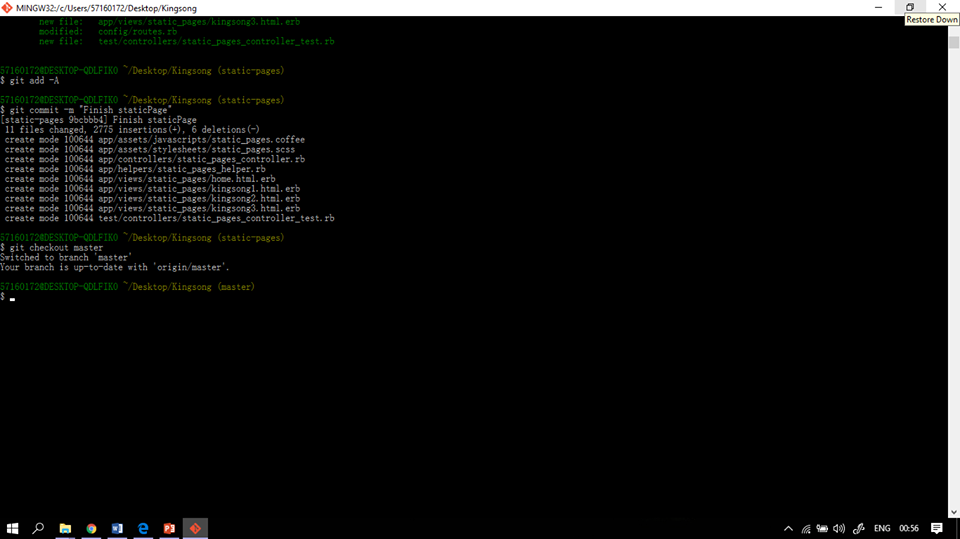 MINGW32:/c/Users/57160172/Desktop/Kingsong
Restore Down
new file: app/views/static_pages/kingsong3.html.erb
modified: config/routes.rb
new file: test/controllers/static_pages_controller_test.rb
57160172@DESKTOP-QDLFIKO ~/Desktop/Kingsong (static-pages)
$ git add -A
57160172@DESKTOP-QDLFIKO ~/Desktop/Kingsong (static-pages)
$ git commit -m "Finish staticPage"
[static-pages 9bcbbb4] Finish staticPage
11 files changed, 2775 insertions(+), 6 deletions(-)
create mode 100644 app/assets/javascripts/static_pages.coffee
create mode 100644 app/assets/stylesheets/static_pages.scss
create mode 100644 app/controllers/static_pages_controller.rb
create mode 100644 app/helpers/static_pages_helper.rb
create mode 100644 app/views/static_pages/home.html.erb
create mode 100644 app/views/static_pages/kingsong1.html.erb
create mode 100644 app/views/static_pages/kingsong2.html.erb
create mode 100644 app/views/static_pages/kingsong3.html.erb
create mode 100644 test/controllers/static_pages_controller_test.rb
57160172@DESKTOP-QDLFIKO ~/Desktop/Kingsong (static-pages)
$ git checkout master
Switched to branch 'master'
Your branch is up-to-date with 'origin/master'.
57160172@DESKTOP-QDLFIKO ~/Desktop/Kingsong (master)
$
ENG 00:56